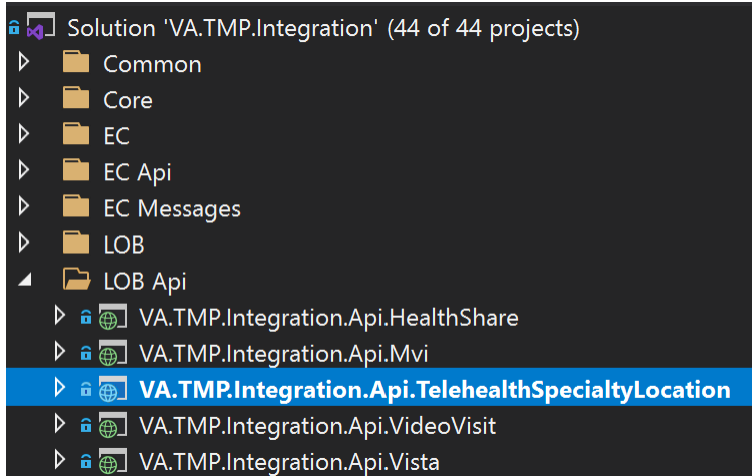 Solution 'VA.TMP.Integration' (44 of 44 projects)
Common
Core
EC
EC Api
EC Messages
LOB
LOB Api
VA.TMP.Integration.Api.HealthShare
VA.TMP.Integration.Api.Mvi
VA.TMP.Integration.Api.TelehealthSpecialtyLocation
VA.TMP.Integration.Api.VideoVisit
VA.TMP.Integration.Api.Vista